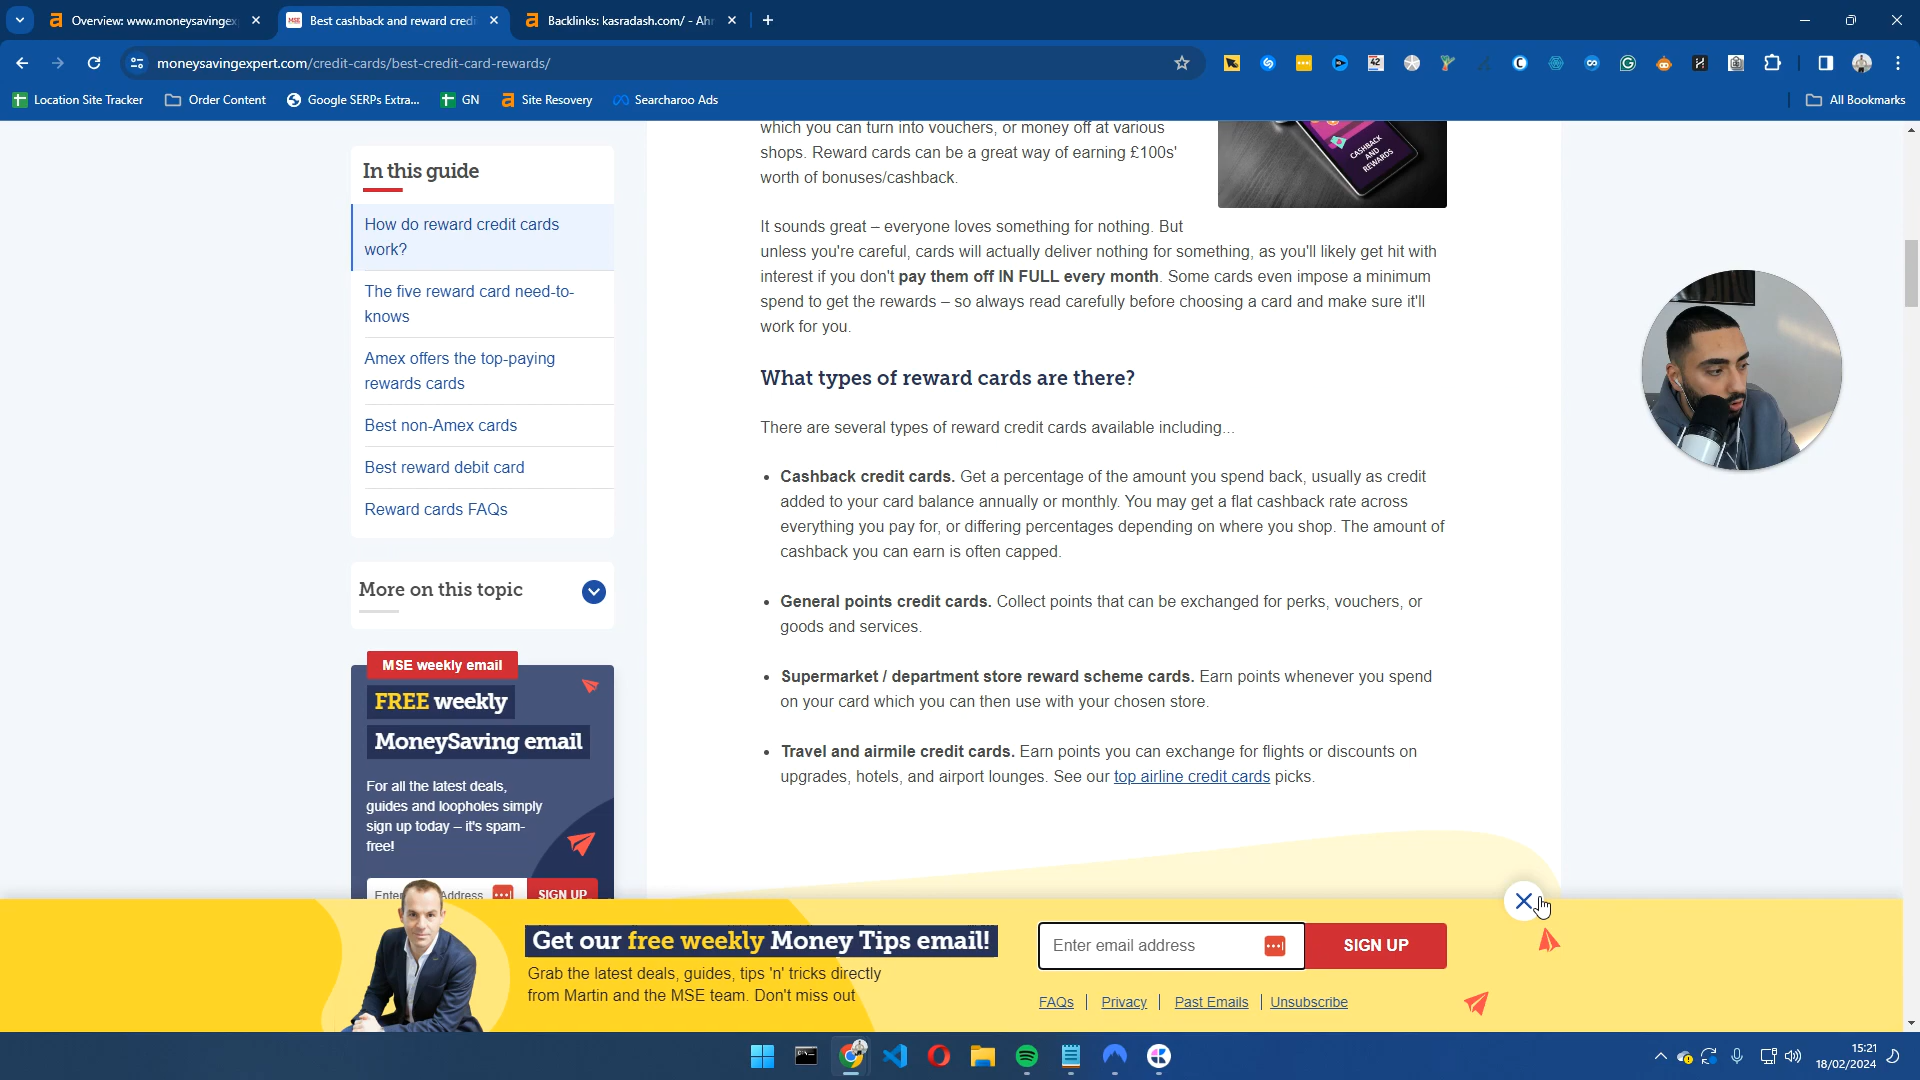 Overview: www.moneysavingex
Best cashback and reward credi
Backlinks: kasradash.com/ - Ah
moneysavingexpert.com/credit-cards/best-credit-card-rewards/
Location Site Tracker
Order Content
Google SERPs Extra...
GN
Site Recovery
Searcharoo Ads
All Bookmarks
In this guide
How do reward credit cards
work?
The five reward card need-to-
knows
Amex offers the top-paying
rewards cards
Best non-Amex cards
Best reward debit card
Reward cards FAQs
More on this topic
MSE weekly email
FREE weekly
MoneySaving email
For all the latest deals,
guides and loopholes simply
sign up today – it's spam-
free!
SIGN UP
which you can turn into vouchers, or money off at various
shops. Reward cards can be a great way of earning £100s'
worth of bonuses/cashback.
CASHBACK
AND
REWARDS
It sounds great – everyone loves something for nothing. But
unless you're careful, cards will actually deliver nothing for something, as you'll likely get hit with
interest if you don't pay them off IN FULL every month. Some cards even impose a minimum
spend to get the rewards – so always read carefully before choosing a card and make sure it'll
work for you.
What types of reward cards are there?
There are several types of reward credit cards available including...
• Cashback credit cards. Get a percentage of the amount you spend back, usually as credit
added to your card balance annually or monthly. You may get a flat cashback rate across
everything you pay for, or differing percentages depending on where you shop. The amount of
cashback you can earn is often capped.
• General points credit cards. Collect points that can be exchanged for perks, vouchers, or
goods and services.
• Supermarket / department store reward scheme cards. Earn points whenever you spend
on your card which you can then use with your chosen store.
• Travel and airmile credit cards. Earn points you can exchange for flights or discounts on
upgrades, hotels, and airport lounges. See our top airline credit cards picks.
Get our free weekly Money Tips email!
Grab the latest deals, guides, tips 'n' tricks directly
from Martin and the MSE team. Don't miss out
Enter email address
SIGN UP
FAQs | Privacy | Past Emails | Unsubscribe
15:21
18/02/2024